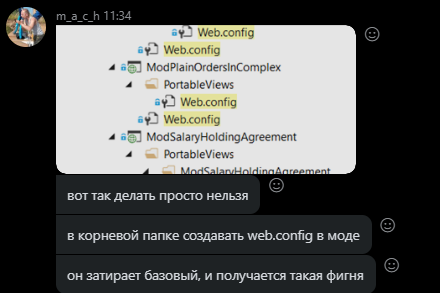 m_a_c_h 11:34
Web.config
Web.config
ModPlainOrdersInComplex
PortableViews
Web.config
Web.config
ModSalaryHoldingAgreement
PortableViews
ModSalaryHoldingAgreement
вот так делать просто нельзя
в корневой папке создавать web.config в моде
он затирает базовый, и получается такая фигня